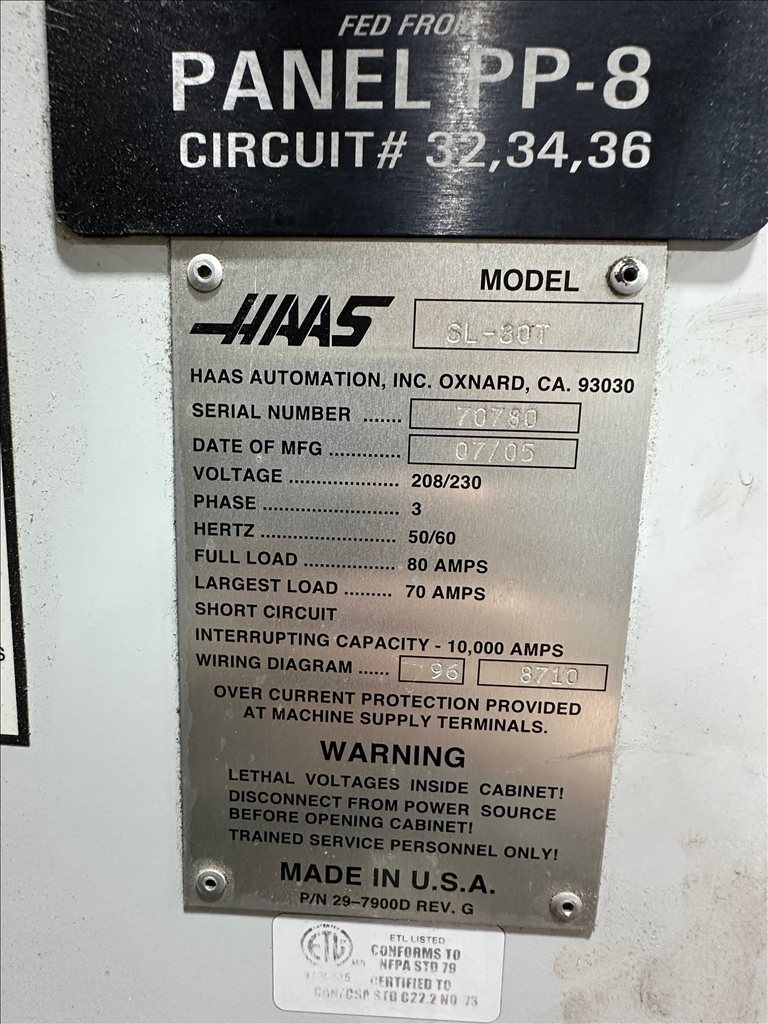 FED FROM
PANEL PP-8
CIRCUIT# 32,34,36
MODEL
HAAS
SL-30T
HAAS AUTOMATION, INC. OXNARD, CA. 93030
SERIAL NUMBER ....... 70780
DATE OF MFG ............. 07/05
VOLTAGE .................... 208/230
PHASE ......................... 3
HERTZ ......................... 50/60
FULL LOAD ................. 80 AMPS
LARGEST LOAD ......... 70 AMPS
SHORT CIRCUIT
INTERRUPTING CAPACITY - 10,000 AMPS
WIRING DIAGRAM ...... 96 8710
OVER CURRENT PROTECTION PROVIDED
AT MACHINE SUPPLY TERMINALS.
WARNING
LETHAL VOLTAGES INSIDE CABINET!
DISCONNECT FROM POWER SOURCE
BEFORE OPENING CABINET!
TRAINED SERVICE PERSONNEL ONLY!
MADE IN U.S.A.
P/N 29-7900D REV. G
ETL
ETL LISTED
CONFORMS TO
NFPA STD 79
CERTIFIED TO
CAN/CSA STD C22.2 NO 73